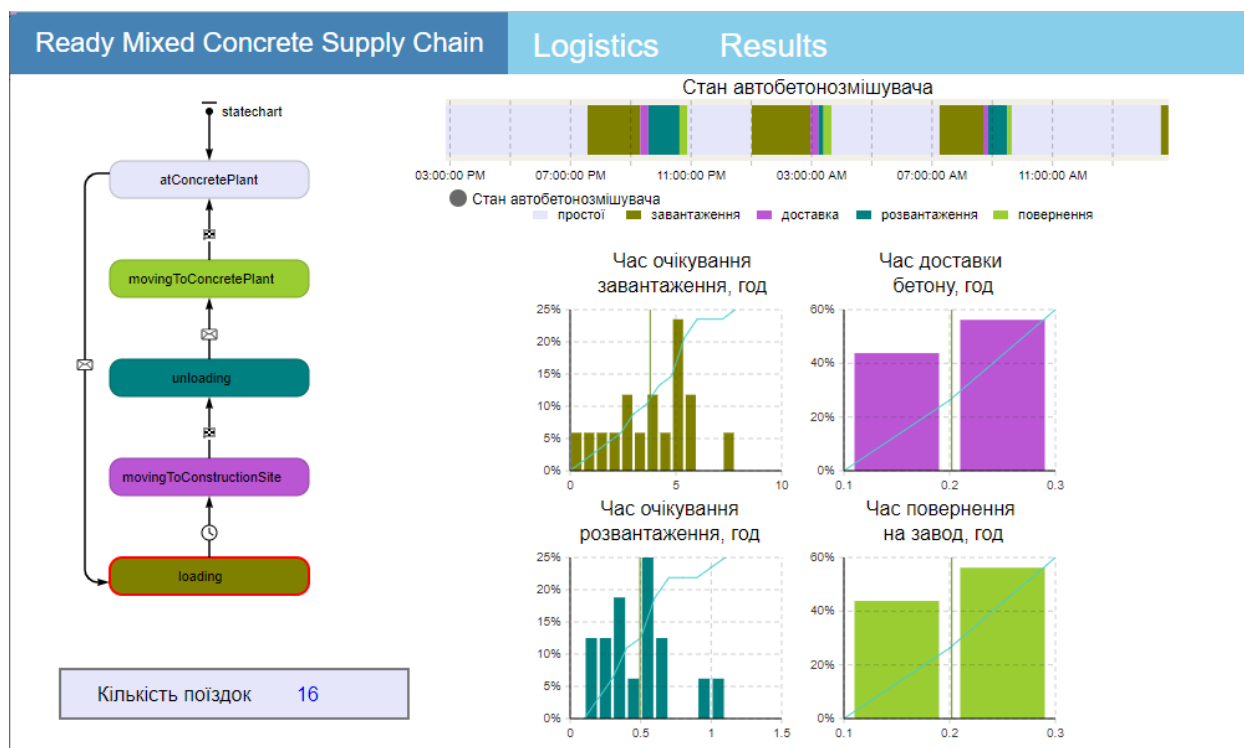 Ready Mixed Concrete Supply Chain
Logistics
Results
statechart
atConcretePlant
movingToConcretePlant
unloading
movingToConstructionSite
loading
Кількість поїздок 16
Стан автобетонозмішувача
03:00:00 PM 07:00:00 PM 11:00:00 PM 03:00:00 AM 07:00:00 AM 11:00:00 AM
Стан автобетонозмішувача
простої завантаження доставка розвантаження повернення
Час очікування
завантаження, год
25%
20%
15%
10%
5%
0%
0 5 10
Час доставки
бетону, год
60%
40%
20%
0%
0.1 0.2 0.3
Час очікування
розвантаження, год
25%
20%
15%
10%
5%
0%
0 0.5 1 1.5
Час повернення
на завод, год
60%
40%
20%
0%
0.1 0.2 0.3